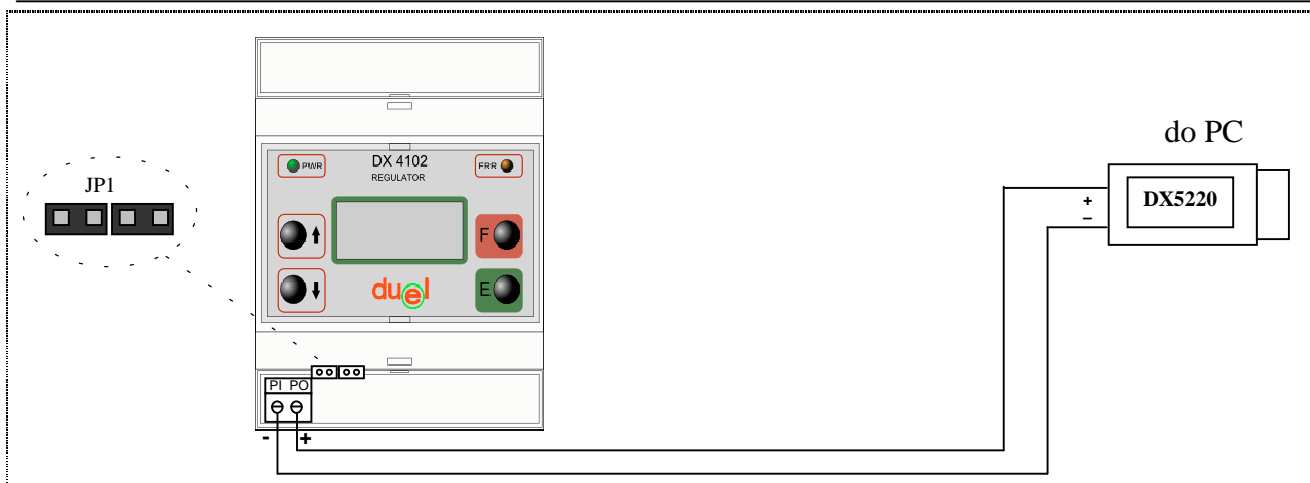 do PC
DX5220
+
–
JP1
PWR
DX 4102
REGULATOR
ERR
F
E
duel
PI PO
- +